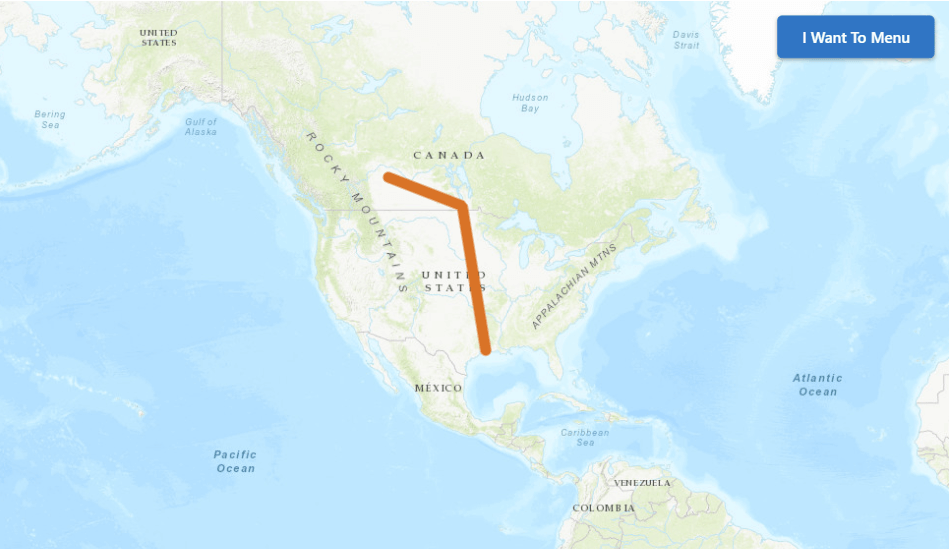 UNITED
STATES
I Want To Menu
Davis
Strait
Hudson
Bay
Bering
Sea
Gulf of
Alaska
CANADA
ROCKY MOUNTAINS
UNITED
STATES
APPALACHIAN MTNS
MÉXICO
Atlantic
Ocean
Caribbean
Sea
Pacific
Ocean
VENEZUELA
COLOMBIA